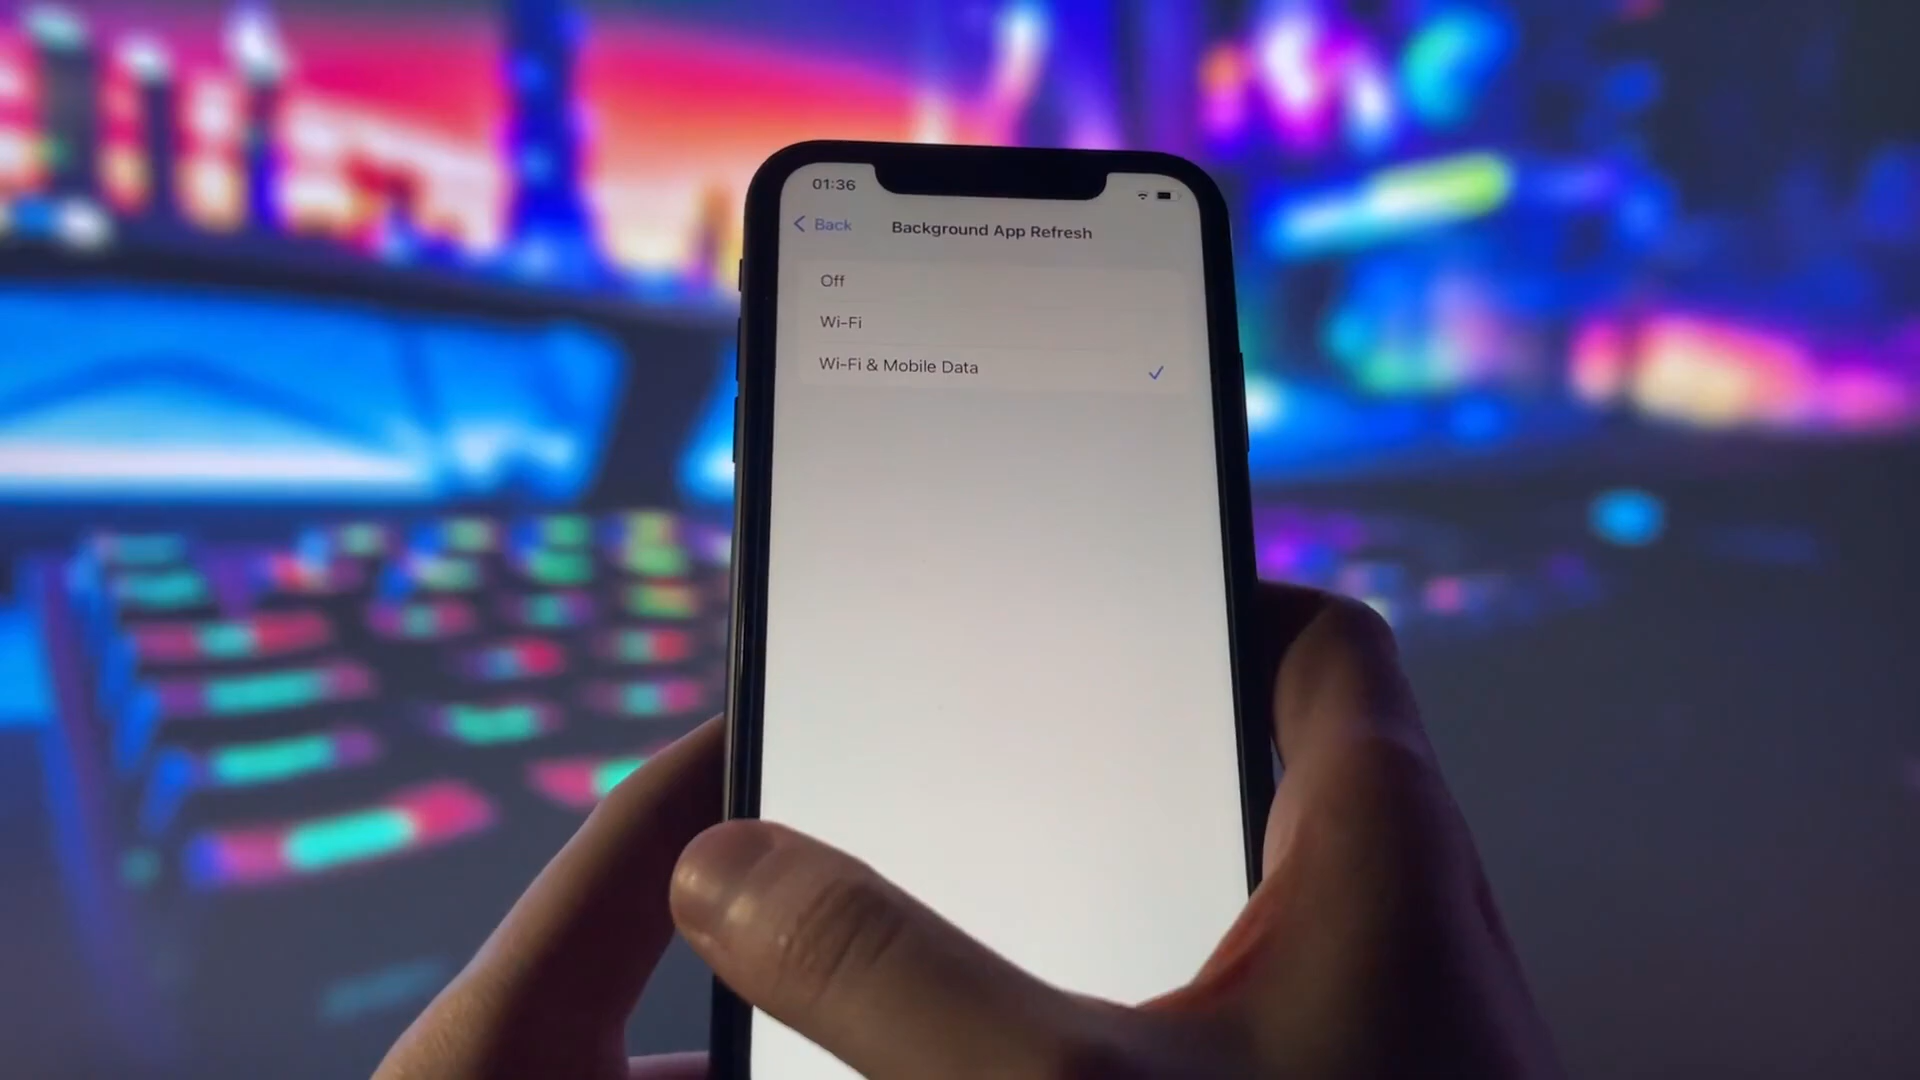 01:36
Back
Background App Refresh
Off
Wi-Fi
Wi-Fi & Mobile Data